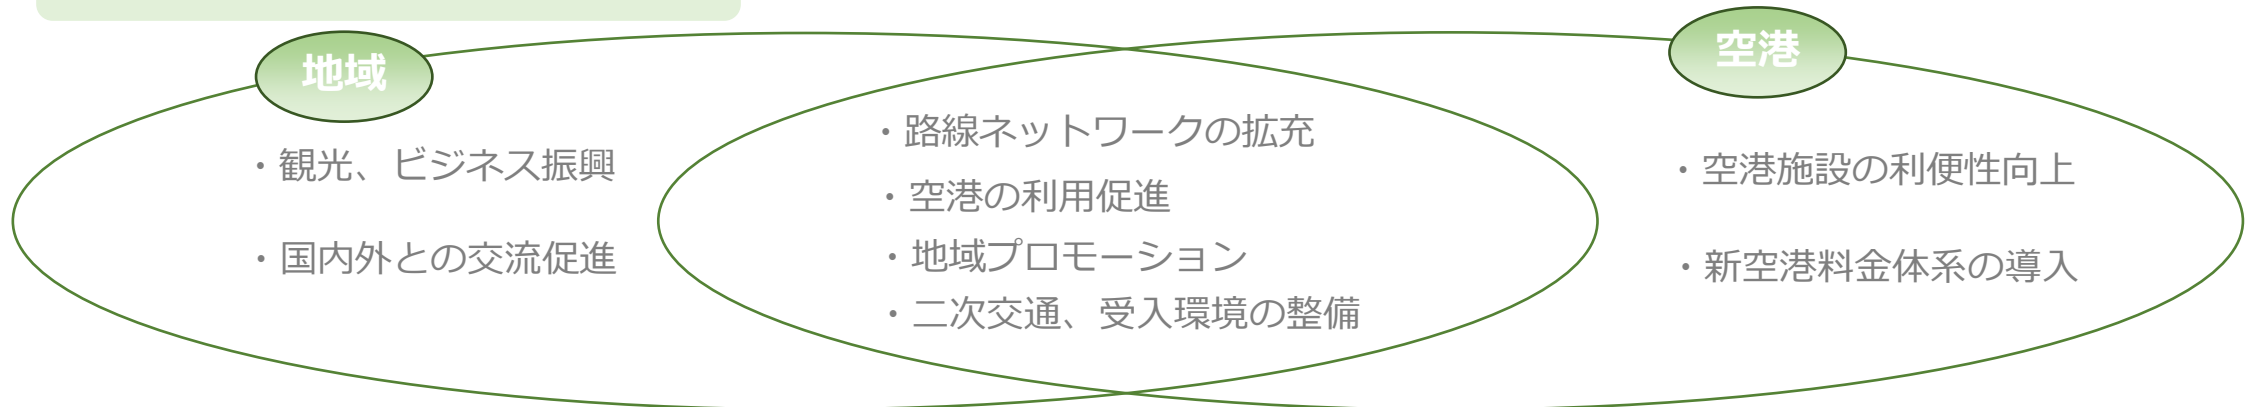 地域
・観光、ビジネス振興
・国内外との交流促進
・路線ネットワークの拡充
・空港の利用促進
・地域プロモーション
・二次交通、受入環境の整備
空港
・空港施設の利便性向上
・新空港料金体系の導入